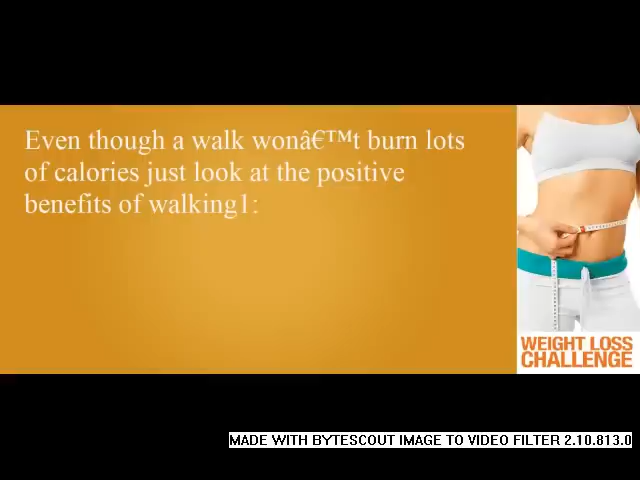 Even though a walk wonâ€™t burn lots
of calories just look at the positive
benefits of walking1:
WEIGHT LOSS
CHALLENGE
MADE WITH BYTESCOUT IMAGE TO VIDEO FILTER 2.10.813.0